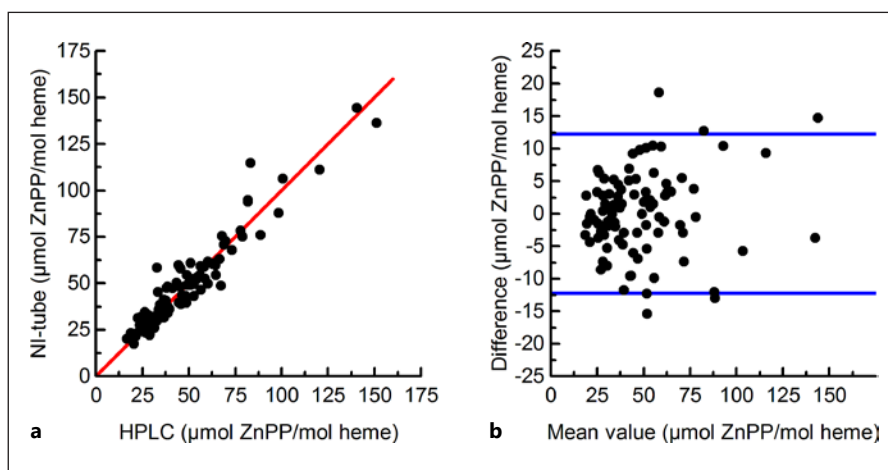 175
150
125
100
75
50
25
0
NI-tube (µmol ZnPP/mol heme)
0 25 50 75 100 125 150 175
HPLC (µmol ZnPP/mol heme)
a
25
20
15
10
5
0
-5
-10
-15
-20
-25
Difference (µmol ZnPP/mol heme)
0 25 50 75 100 125 150
Mean value (µmol ZnPP/mol heme)
b